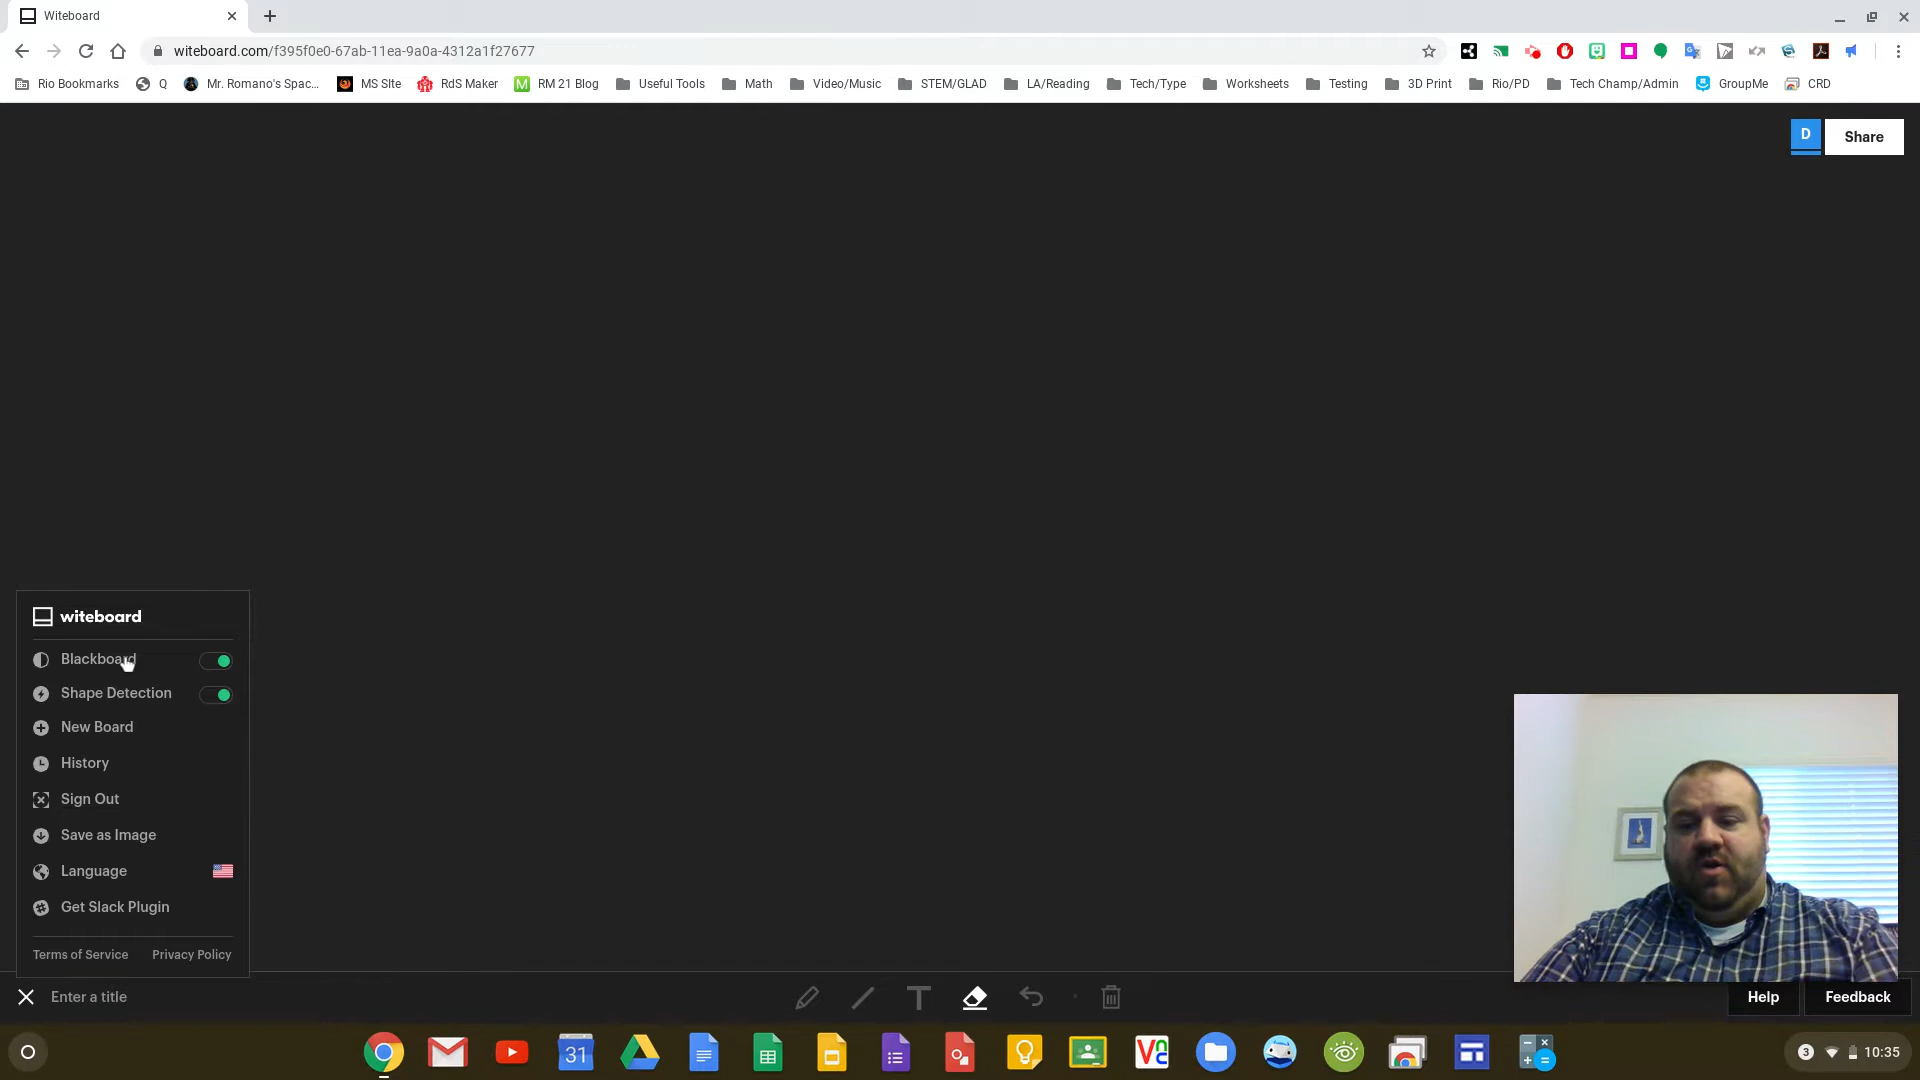 Witeboard
witeboard.com/f395f0e0-67ab-11ea-9a0a-4312a1f27677
Rio Bookmarks Q Mr. Romano's Spac... MS SIte RdS Maker RM 21 Blog Useful Tools Math Video/Music STEM/GLAD LA/Reading Tech/Type Worksheets Testing 3D Print Rio/PD Tech Champ/Admin GroupMe CRD
D Share
witeboard
Blackboard
Shape Detection
New Board
History
Sign Out
Save as Image
Language
Get Slack Plugin
Terms of Service Privacy Policy
Enter a title T Help Feedback
31 3 10:35